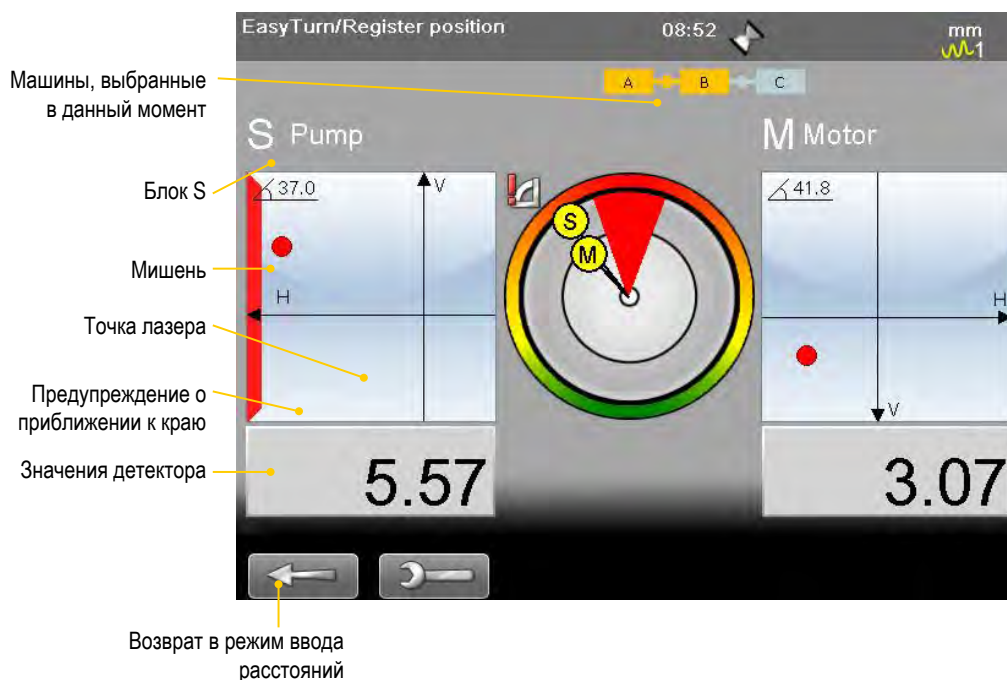 EasyTurn/Register position 08:52 mm
1
A B C
Машины, выбранные
в данный момент
S Pump
M Motor
Блок S
37.0
V
41.8
S
M
Мишень
H
H
Точка лазера
Предупреждение о
приближении к краю
V
Значения детектора
5.57
3.07
Возврат в режим ввода
расстояний